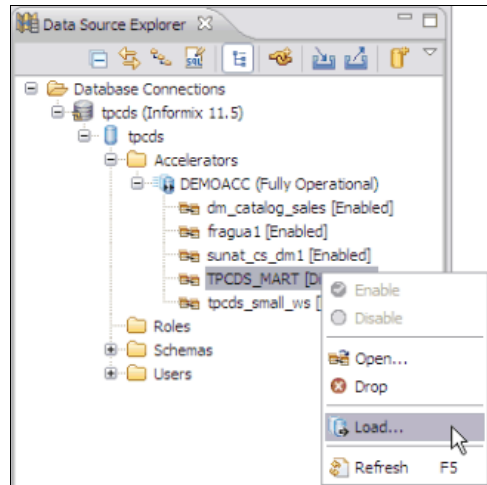 Data Source Explorer
Database Connections
tpcds (Informix 11.5)
tpcds
Accelerators
DEMOACC (Fully Operational)
dm_catalog_sales [Enabled]
fragua1 [Enabled]
sunat_cs_dm1 [Enabled]
TPCDS_MART [Di
tpcds_small_ws [
Roles
Schemas
Users
Enable
Disable
Open...
Drop
Load...
Refresh F5